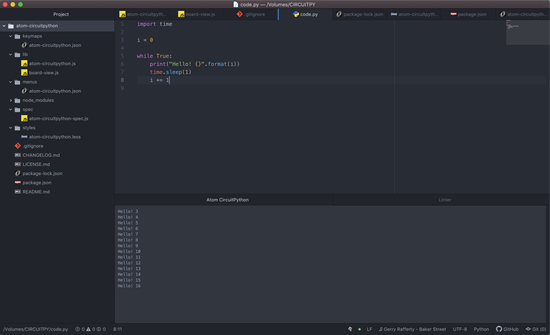 code.py — /Volumes/CIRCUITPY
Project
atom-circuitpyth…
board-view.js
.gitignore
code.py
package-lock.json
atom-circuitpyth…
package.json
atom-circuitpyth…
atom-circuitpython
keymaps
atom-circuitpython.json
lib
atom-circuitpython.js
board-view.js
menus
atom-circuitpython.json
node_modules
spec
atom-circuitpython-spec.js
styles
atom-circuitpython.less
.gitignore
CHANGELOG.md
LICENSE.md
package-lock.json
package.json
README.md
1 import time
2
3 i = 0
4
5 while True:
6 print("Hello! {}".format(i))
7 time.sleep(1)
8 i += 1
9
Atom CircuitPython
Linter
Hello! 3
Hello! 4
Hello! 5
Hello! 6
Hello! 7
Hello! 8
Hello! 9
Hello! 10
Hello! 11
Hello! 12
Hello! 13
Hello! 14
Hello! 15
Hello! 16
/Volumes/CIRCUITPY/code.py 0 0 0 8:11 LF Gerry Rafferty - Baker Street UTF-8 Python GitHub Git (0)